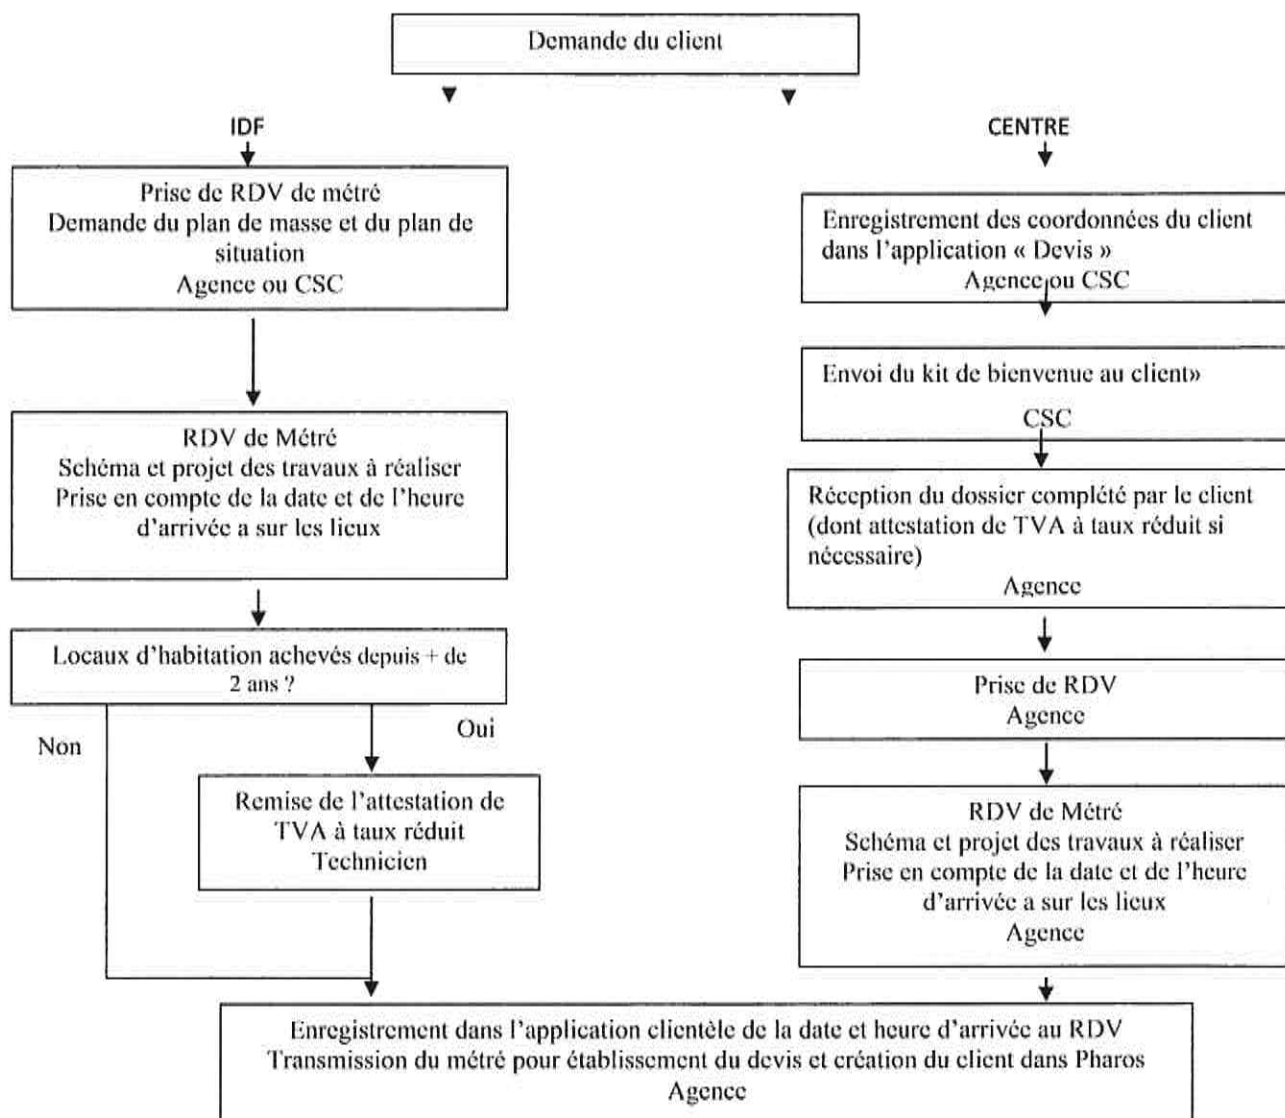 Demande du client
IDF
Prise de RDV de métré
Demande du plan de masse et du plan de
situation
Agence ou CSC
RDV de Métré
Schéma et projet des travaux à réaliser
Prise en compte de la date et de l'heure
d'arrivée a sur les lieux
Locaux d'habitation achevés depuis + de
2 ans ?
Non
Oui
Remise de l'attestation de
TVA à taux réduit
Technicien
CENTRE
Enregistrement des coordonnées du client
dans l'application « Devis »
Agence ou CSC
Envoi du kit de bienvenue au client»
CSC
Réception du dossier complété par le client
(dont attestation de TVA à taux réduit si
nécessaire)
Agence
Prise de RDV
Agence
RDV de Métré
Schéma et projet des travaux à réaliser
Prise en compte de la date et de l'heure
d'arrivée a sur les lieux
Agence
Enregistrement dans l'application clientèle de la date et heure d'arrivée au RDV
Transmission du métré pour établissement du devis et création du client dans Pharos
Agence